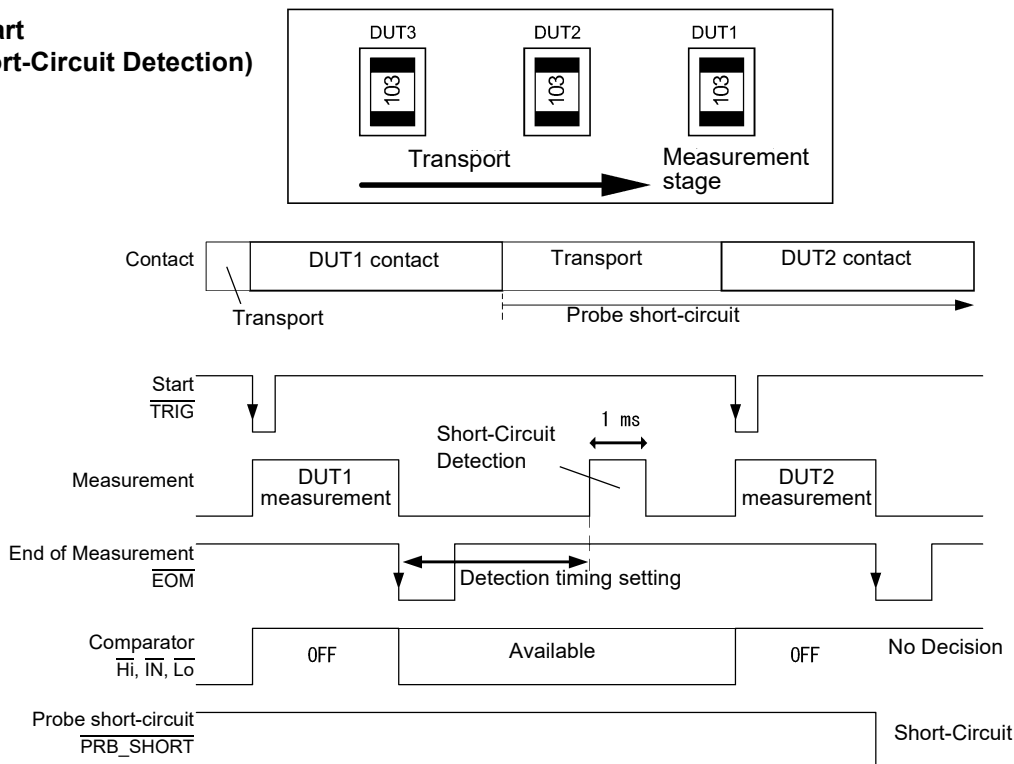 art
ort-Circuit Detection)
DUT3 DUT2 DUT1
103 103 103
Transport
Measurement
stage
Contact DUT1 contact Transport DUT2 contact
Transport
Probe short-circuit
Start
TRIG
1 ms
Short-Circuit
Detection
Measurement
DUT1
measurement
DUT2
measurement
End of Measurement
EOM
Detection timing setting
Comparator
Hi, IN, Lo
OFF Available OFF No Decision
Probe short-circuit
PRB_SHORT
Short-Circuit